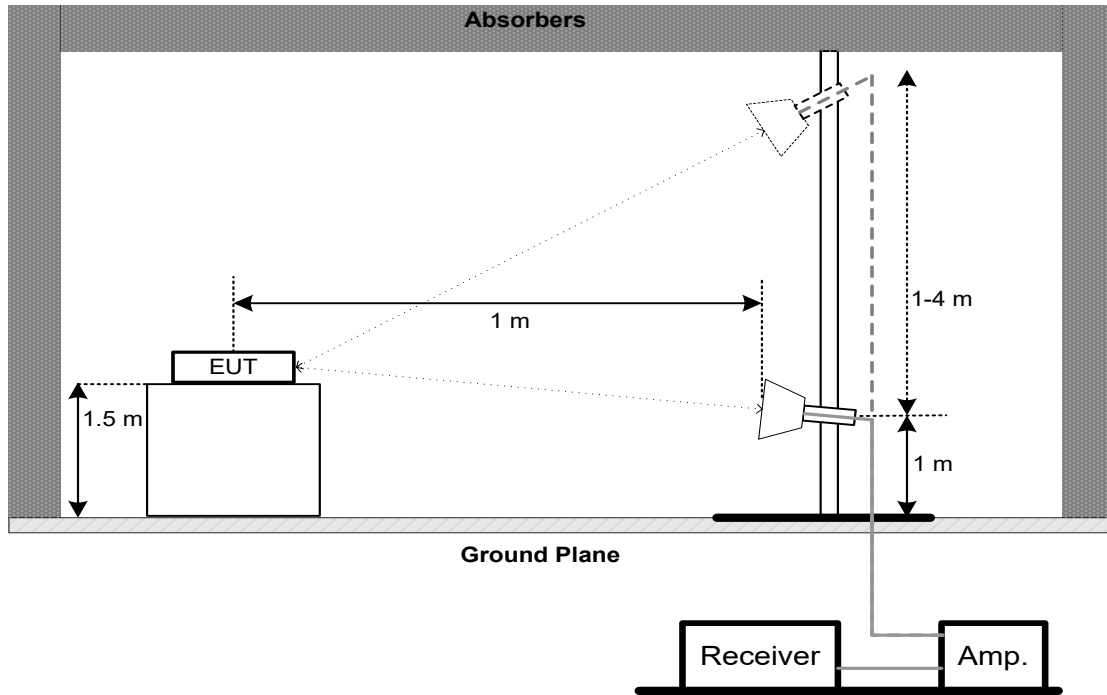 Absorbers
1-4 m
1 m
EUT
1.5 m
1 m
Ground Plane
Receiver
Amp.